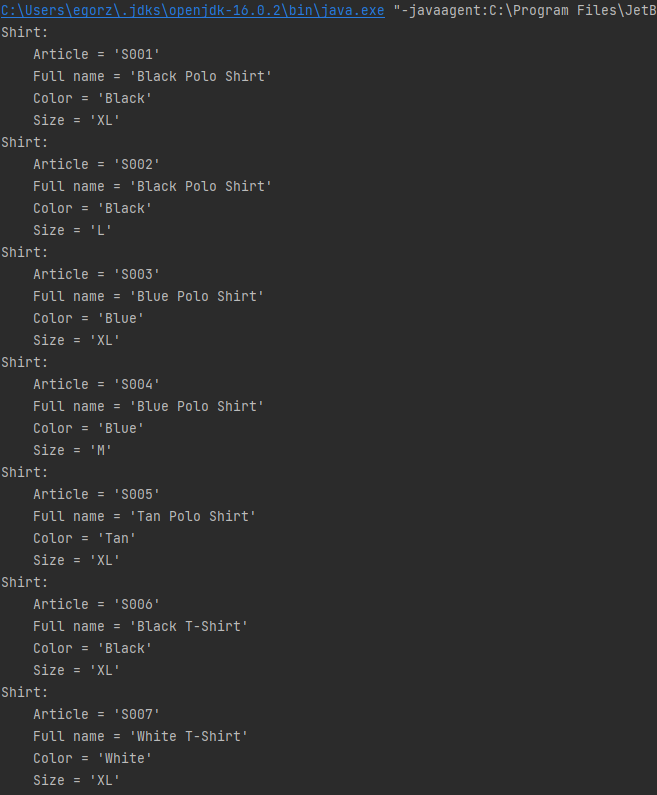 C:\Users\eqorz\.jdks\openjdk-16.0.2\bin\java.exe "-javaagent:C:\Program Files\JetB
Shirt:
    Article = 'S001'
    Full name = 'Black Polo Shirt'
    Color = 'Black'
    Size = 'XL'
Shirt:
    Article = 'S002'
    Full name = 'Black Polo Shirt'
    Color = 'Black'
    Size = 'L'
Shirt:
    Article = 'S003'
    Full name = 'Blue Polo Shirt'
    Color = 'Blue'
    Size = 'XL'
Shirt:
    Article = 'S004'
    Full name = 'Blue Polo Shirt'
    Color = 'Blue'
    Size = 'M'
Shirt:
    Article = 'S005'
    Full name = 'Tan Polo Shirt'
    Color = 'Tan'
    Size = 'XL'
Shirt:
    Article = 'S006'
    Full name = 'Black T-Shirt'
    Color = 'Black'
    Size = 'XL'
Shirt:
    Article = 'S007'
    Full name = 'White T-Shirt'
    Color = 'White'
    Size = 'XL'